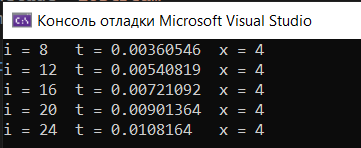 Консоль отладки Microsoft Visual Studio
i = 8 t = 0.00360546 x = 4
i = 12 t = 0.00540819 x = 4
i = 16 t = 0.00721092 x = 4
i = 20 t = 0.00901364 x = 4
i = 24 t = 0.0108164 x = 4